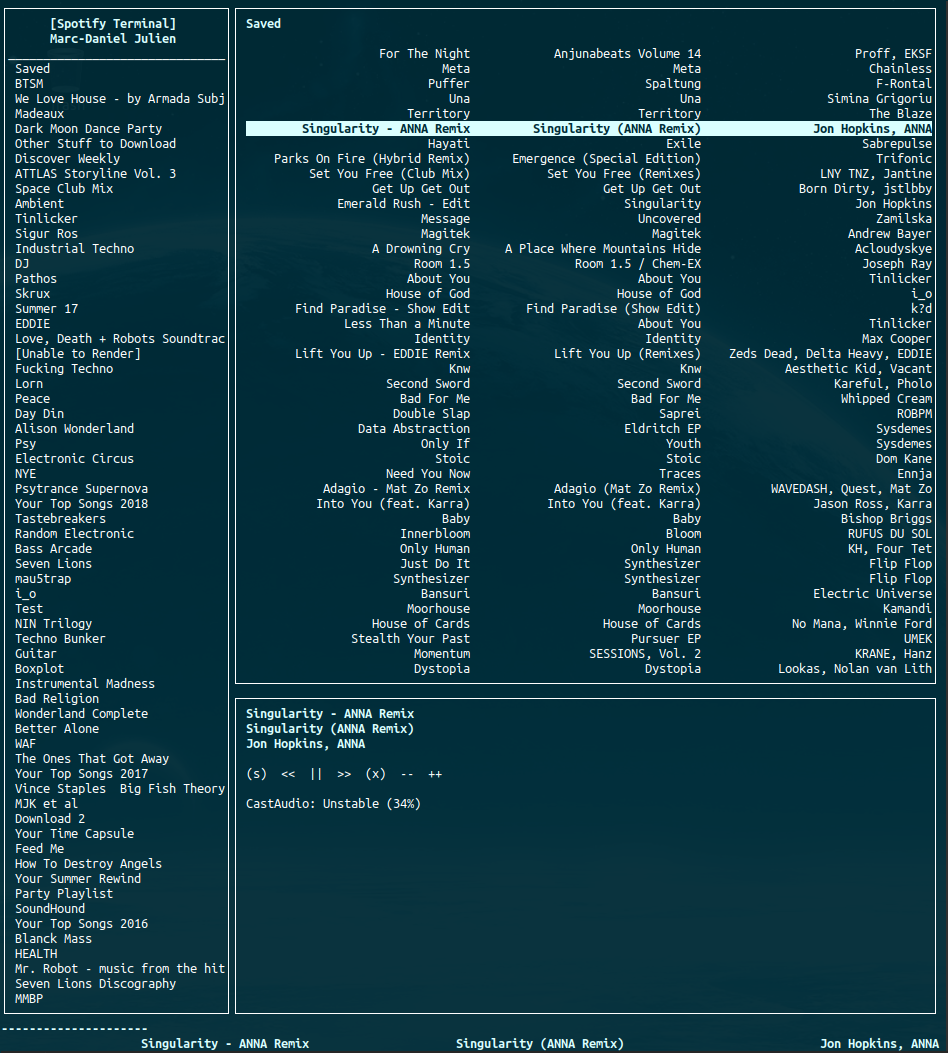 [Spotify Terminal]
Marc-Daniel Julien
Saved
BTSM
We Love House - by Armada Subj
Madeaux
Dark Moon Dance Party
Other Stuff to Download
Discover Weekly
ATTLAS Storyline Vol. 3
Space Club Mix
Ambient
Tinlicker
Sigur Ros
Industrial Techno
DJ
Pathos
Skrux
Summer 17
EDDIE
Love, Death + Robots Soundtrac
[Unable to Render]
Fucking Techno
Lorn
Peace
Day Din
Alison Wonderland
Psy
Electronic Circus
NYE
Psytrance Supernova
Your Top Songs 2018
Tastebreakers
Random Electronic
Bass Arcade
Seven Lions
mau5trap
i_o
Test
NIN Trilogy
Techno Bunker
Guitar
Boxplot
Instrumental Madness
Bad Religion
Wonderland Complete
Better Alone
WAF
The Ones That Got Away
Your Top Songs 2017
Vince Staples  Big Fish Theory
MJK et al
Download 2
Your Time Capsule
Feed Me
How To Destroy Angels
Your Summer Rewind
Party Playlist
SoundHound
Your Top Songs 2016
Blanck Mass
HEALTH
Mr. Robot - music from the hit
Seven Lions Discography
MMBP
Saved
For The Night Anjunabeats Volume 14 Proff, EKSF
Meta Meta Chainless
Puffer Spaltung F-Rontal
Una Una Simina Grigoriu
Territory Territory The Blaze
Singularity - ANNA Remix Singularity (ANNA Remix) Jon Hopkins, ANNA
Hayati Exile Sabrepulse
Parks On Fire (Hybrid Remix) Emergence (Special Edition) Trifonic
Set You Free (Club Mix) Set You Free (Remixes) LNY TNZ, Jantine
Get Up Get Out Get Up Get Out Born Dirty, jstlbby
Emerald Rush - Edit Singularity Jon Hopkins
Message Uncovered Zamilska
Magitek Magitek Andrew Bayer
A Drowning Cry A Place Where Mountains Hide Acloudyskye
Room 1.5 Room 1.5 / Chem-EX Joseph Ray
About You About You Tinlicker
House of God House of God i_o
Find Paradise - Show Edit Find Paradise (Show Edit) k?d
Less Than a Minute About You Tinlicker
Identity Identity Max Cooper
Lift You Up - EDDIE Remix Lift You Up (Remixes) Zeds Dead, Delta Heavy, EDDIE
Knw Knw Aesthetic Kid, Vacant
Second Sword Second Sword Kareful, Pholo
Bad For Me Bad For Me Whipped Cream
Double Slap Saprei ROBPM
Data Abstraction Eldritch EP Sysdemes
Only If Youth Sysdemes
Stoic Stoic Dom Kane
Need You Now Traces Ennja
Adagio - Mat Zo Remix Adagio (Mat Zo Remix) WAVEDASH, Quest, Mat Zo
Into You (feat. Karra) Into You (feat. Karra) Jason Ross, Karra
Baby Baby Bishop Briggs
Innerbloom Bloom RUFUS DU SOL
Only Human Only Human KH, Four Tet
Just Do It Synthesizer Flip Flop
Synthesizer Synthesizer Flip Flop
Bansuri Bansuri Electric Universe
Moorhouse Moorhouse Kamandi
House of Cards House of Cards No Mana, Winnie Ford
Stealth Your Past Pursuer EP UMEK
Momentum SESSIONS, Vol. 2 KRANE, Hanz
Dystopia Dystopia Lookas, Nolan van Lith
Singularity - ANNA Remix
Singularity (ANNA Remix)
Jon Hopkins, ANNA
(s) << || >> (x) -- ++
CastAudio: Unstable (34%)
---------------------
Singularity - ANNA Remix Singularity (ANNA Remix) Jon Hopkins, ANNA